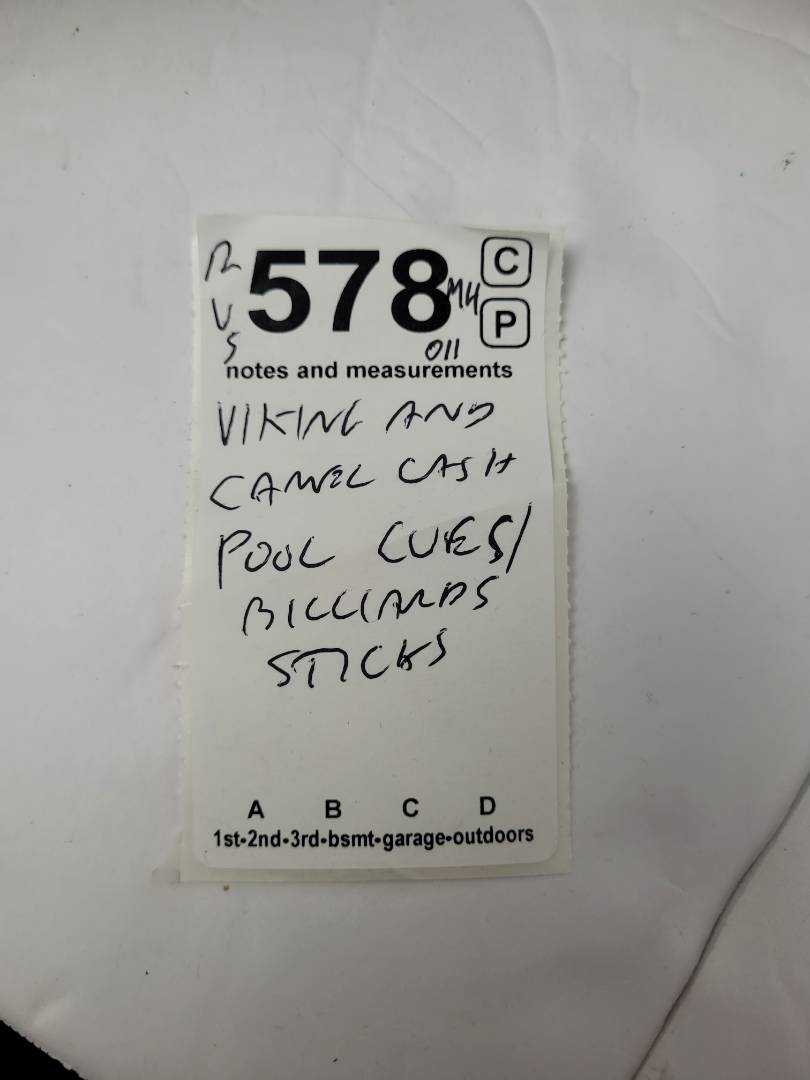 R 578 C
V MH P
S 011
notes and measurements
VIKING AND
CAMEL CASH
POOL CUES/
BILLIARDS
STICKS
A B C D
1st-2nd-3rd-bsmt-garage-outdoors